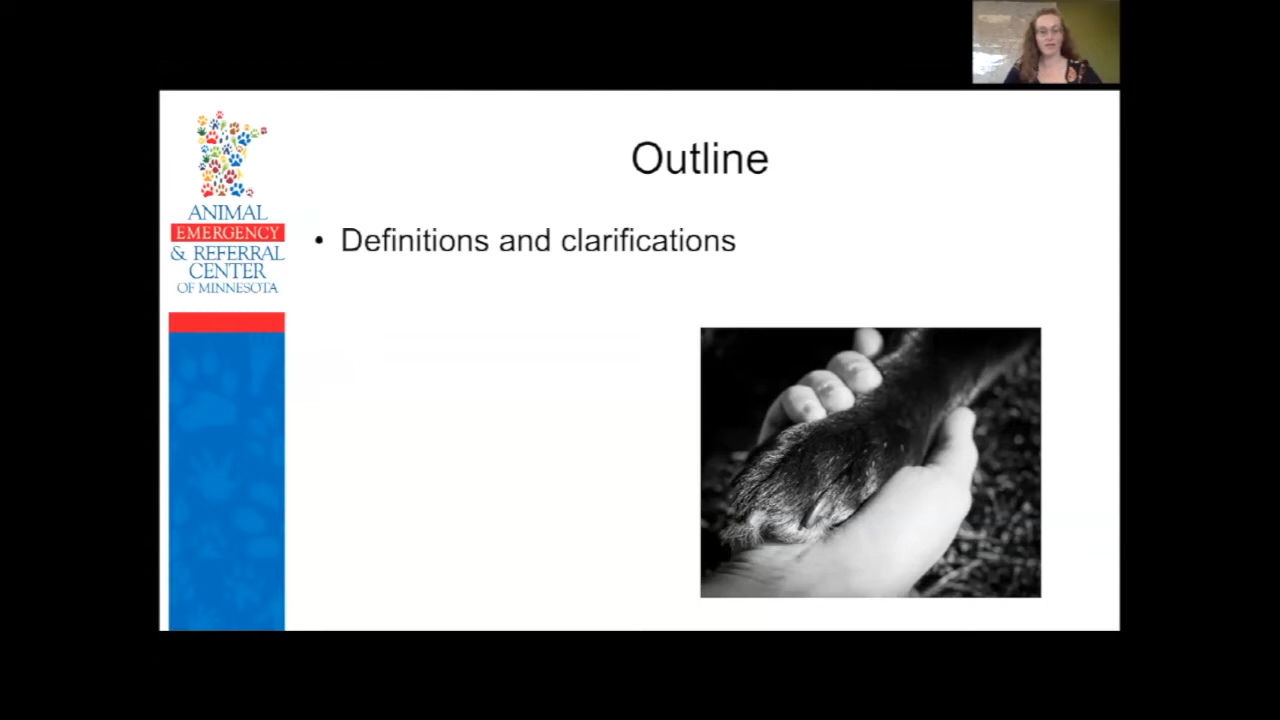 Outline
ANIMAL
EMERGENCY
& REFERRAL
CENTER
OF MINNESOTA
• Definitions and clarifications